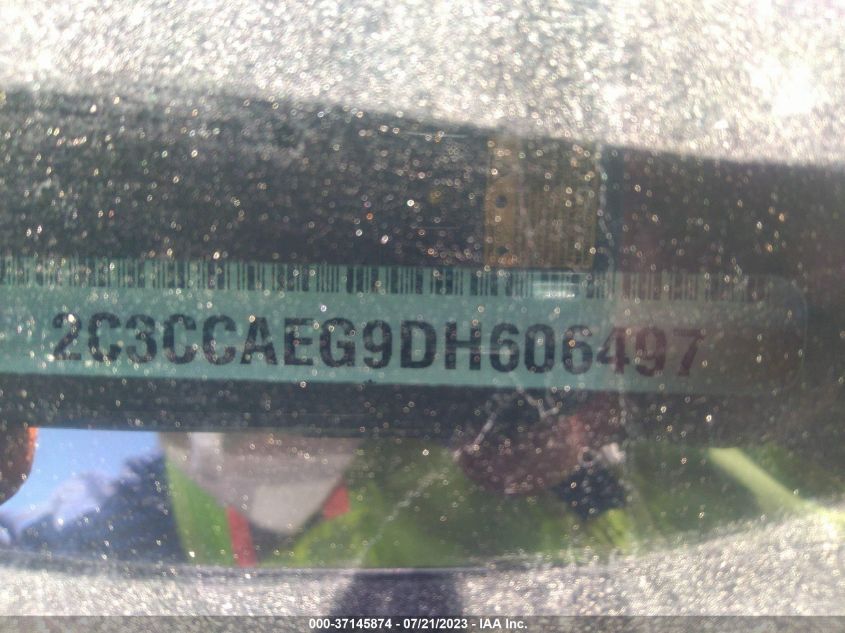 2C3CCAEG9DH606497
000-37145874 - 07/21/2023 - IAA Inc.